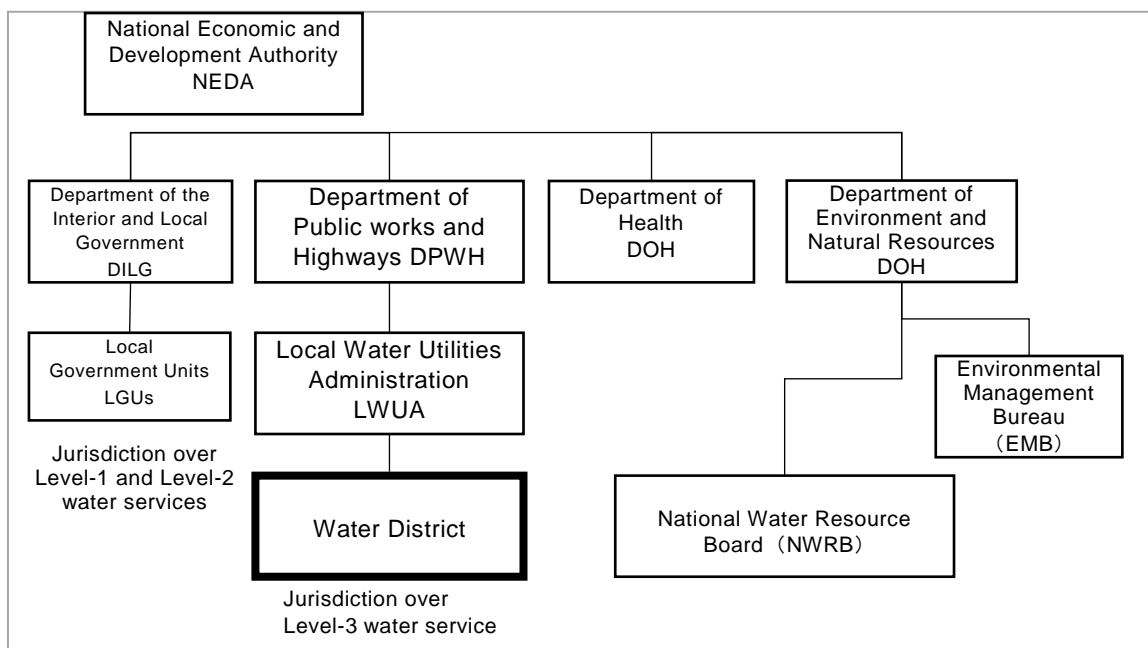 National Economic and
Development Authority
NEDA
Department of the
Interior and Local
Government
DILG
Department of
Public works and
Highways DPWH
Department of
Health
DOH
Department of
Environment and
Natural Resources
DOH
Local
Government Units
LGUs
Local Water Utilities
Administration
LWUA
Environmental
Management
Bureau
（EMB）
Jurisdiction over
Level-1 and Level-2
water services
Water District
National Water Resource
Board（NWRB）
Jurisdiction over
Level-3 water service